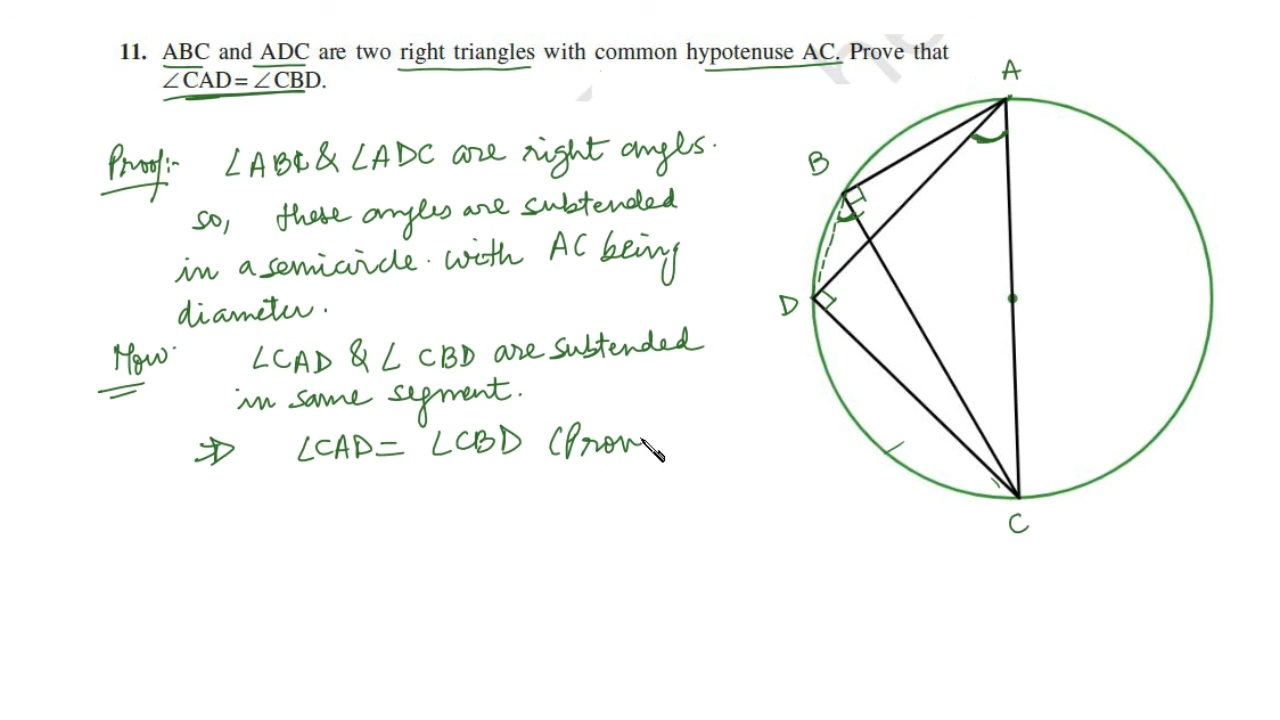 11. ABC and ADC are two right triangles with common hypotenuse AC. Prove that
∠CAD = ∠CBD.
A
Proof:- ∠ABC & ∠ADC are right angles.
B
so, these angles are subtended
in a semicircle. with AC being
D
diameter.
Now ∠CAD & ∠CBD are subtended
in same segment.
⇒ ∠CAD = ∠CBD (Prov
C